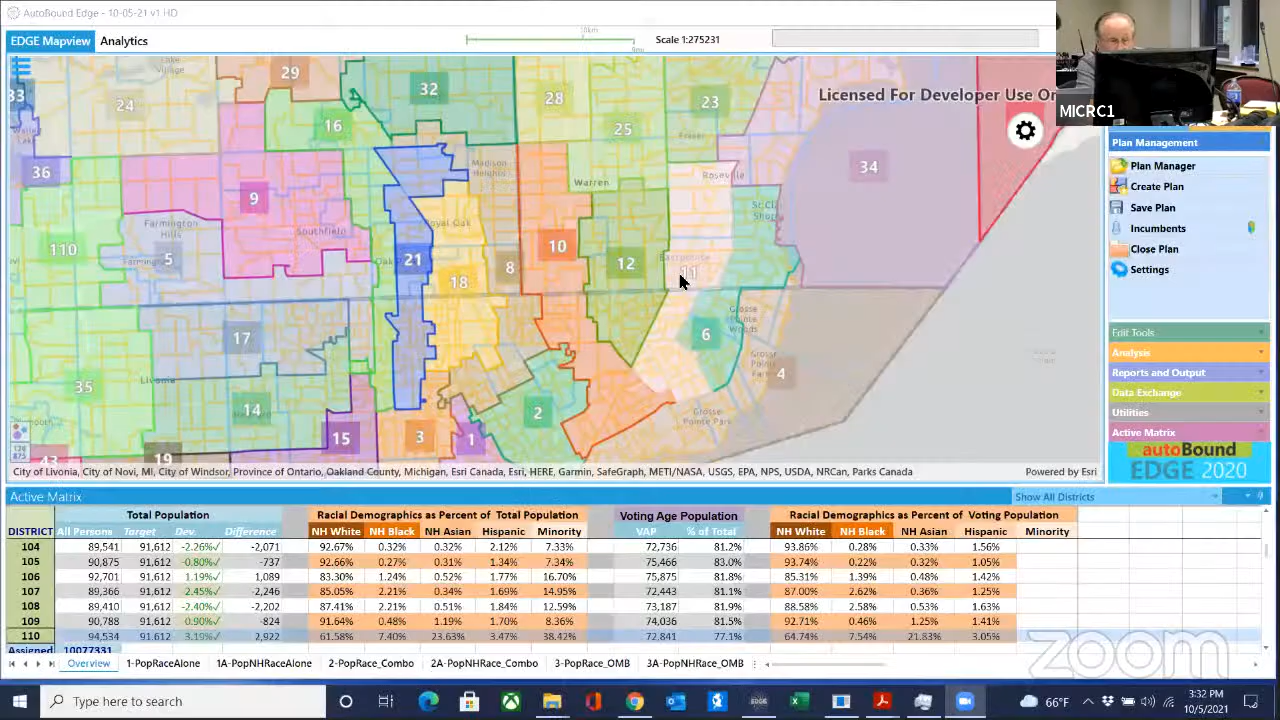 AutoBound Edge - 10-05-21 v1 HD
EDGE Mapview Analytics
10km
Scale 1:275231
Licensed For Developer Use On
MICRC1
33 24 29 32 28 23
16 25 34
36 9 Madison Heights Warren Roseville
Farmington Hills Southfield Royal Oak
110 5 21 10 12 11
18 8
17 6 Grosse Pointe Woods
35 Livonia 4
14 2 Grosse Pointe Park
15 3 1
19
City of Livonia, City of Novi, MI, City of Windsor, Province of Ontario, Oakland County, Michigan, Esri Canada, Esri, HERE, Garmin, SafeGraph, METI/NASA, USGS, EPA, NPS, USDA, NRCan, Parks Canada Powered by Esri
Plan Management
Plan Manager
Create Plan
Save Plan
Incumbents
Close Plan
Settings
Edit Tools
Analysis
Reports and Output
Data Exchange
Utilities
Active Matrix
autoBound
EDGE 2020
Active Matrix Show All Districts
Total Population Racial Demographics as Percent of Total Population Voting Age Population Racial Demographics as Percent of Voting Population
DISTRICT All Persons Target Dev. Difference NH White NH Black NH Asian Hispanic Minority VAP % of Total NH White NH Black NH Asian Hispanic Minority
104 89,541 91,612 -2.26%✓ -2,071 92.67% 0.32% 0.32% 2.12% 7.33% 72,736 81.2% 93.86% 0.28% 0.33% 1.56%
105 90,875 91,612 -0.80%✓ -737 92.66% 0.27% 0.31% 1.34% 7.34% 75,466 83.0% 93.74% 0.22% 0.32% 1.05%
106 92,701 91,612 1.19%✓ 1,089 83.30% 1.24% 0.52% 1.77% 16.70% 75,875 81.8% 85.31% 1.39% 0.48% 1.42%
107 89,366 91,612 2.45%✓ -2,246 85.05% 2.21% 0.34% 1.69% 14.95% 72,443 81.1% 87.00% 2.62% 0.36% 1.25%
108 89,410 91,612 -2.40%✓ -2,202 87.41% 2.21% 0.51% 1.84% 12.59% 73,187 81.9% 88.58% 2.58% 0.53% 1.63%
109 90,788 91,612 0.90%✓ -824 91.64% 0.48% 1.19% 1.70% 8.36% 74,036 81.5% 92.71% 0.46% 1.25% 1.41%
110 94,534 91,612 3.19%✓ 2,922 61.58% 7.40% 23.63% 3.47% 38.42% 72,841 77.1% 64.74% 7.54% 21.83% 3.05%
Assigned 10077331
Overview 1-PopRaceAlone 1A-PopNHRaceAlone 2-PopRace_Combo 2A-PopNHRace_Combo 3-PopRace_OMB 3A-PopNHRace_OMB
zoom
Type here to search
66°F
3:32 PM
10/5/2021